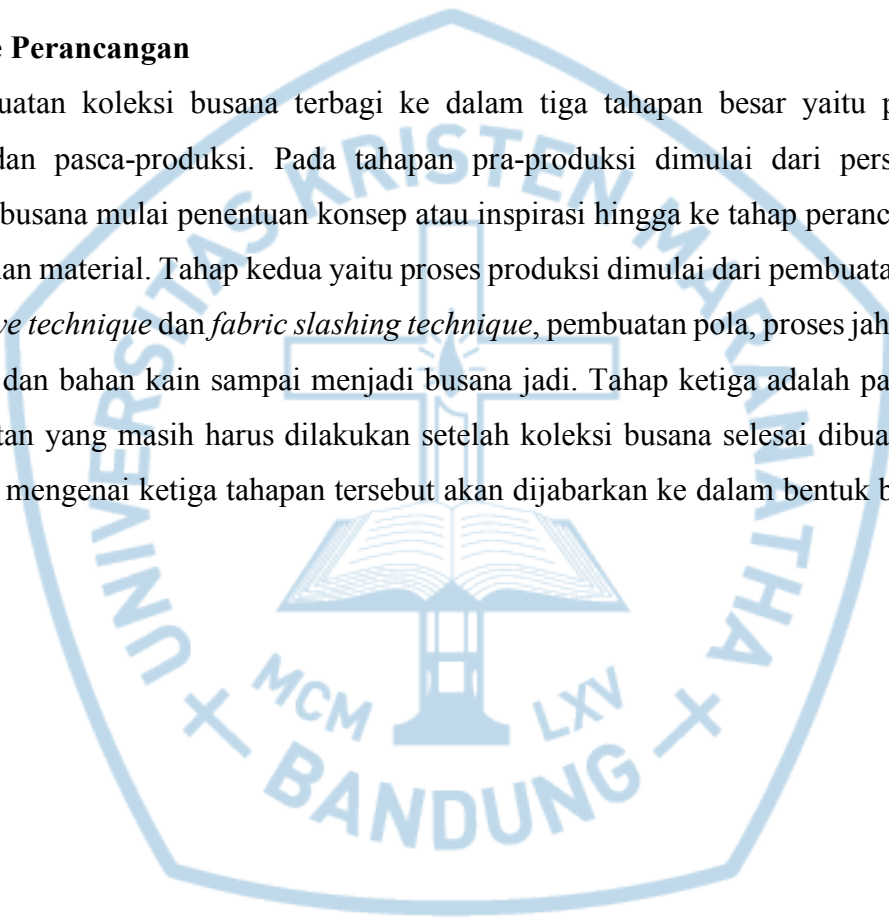 e Perancangan
uatan koleksi busana terbagi ke dalam tiga tahapan besar yaitu p
dan pasca-produksi. Pada tahapan pra-produksi dimulai dari pers
busana mulai penentuan konsep atau inspirasi hingga ke tahap peranc
nan material. Tahap kedua yaitu proses produksi dimulai dari pembuata
ve technique dan fabric slashing technique, pembuatan pola, proses jah
dan bahan kain sampai menjadi busana jadi. Tahap ketiga adalah pa
tan yang masih harus dilakukan setelah koleksi busana selesai dibua
mengenai ketiga tahapan tersebut akan dijabarkan ke dalam bentuk b
UNIVERSITAS KRISTEN MARANATHA
MCM LXV
BANDUNG